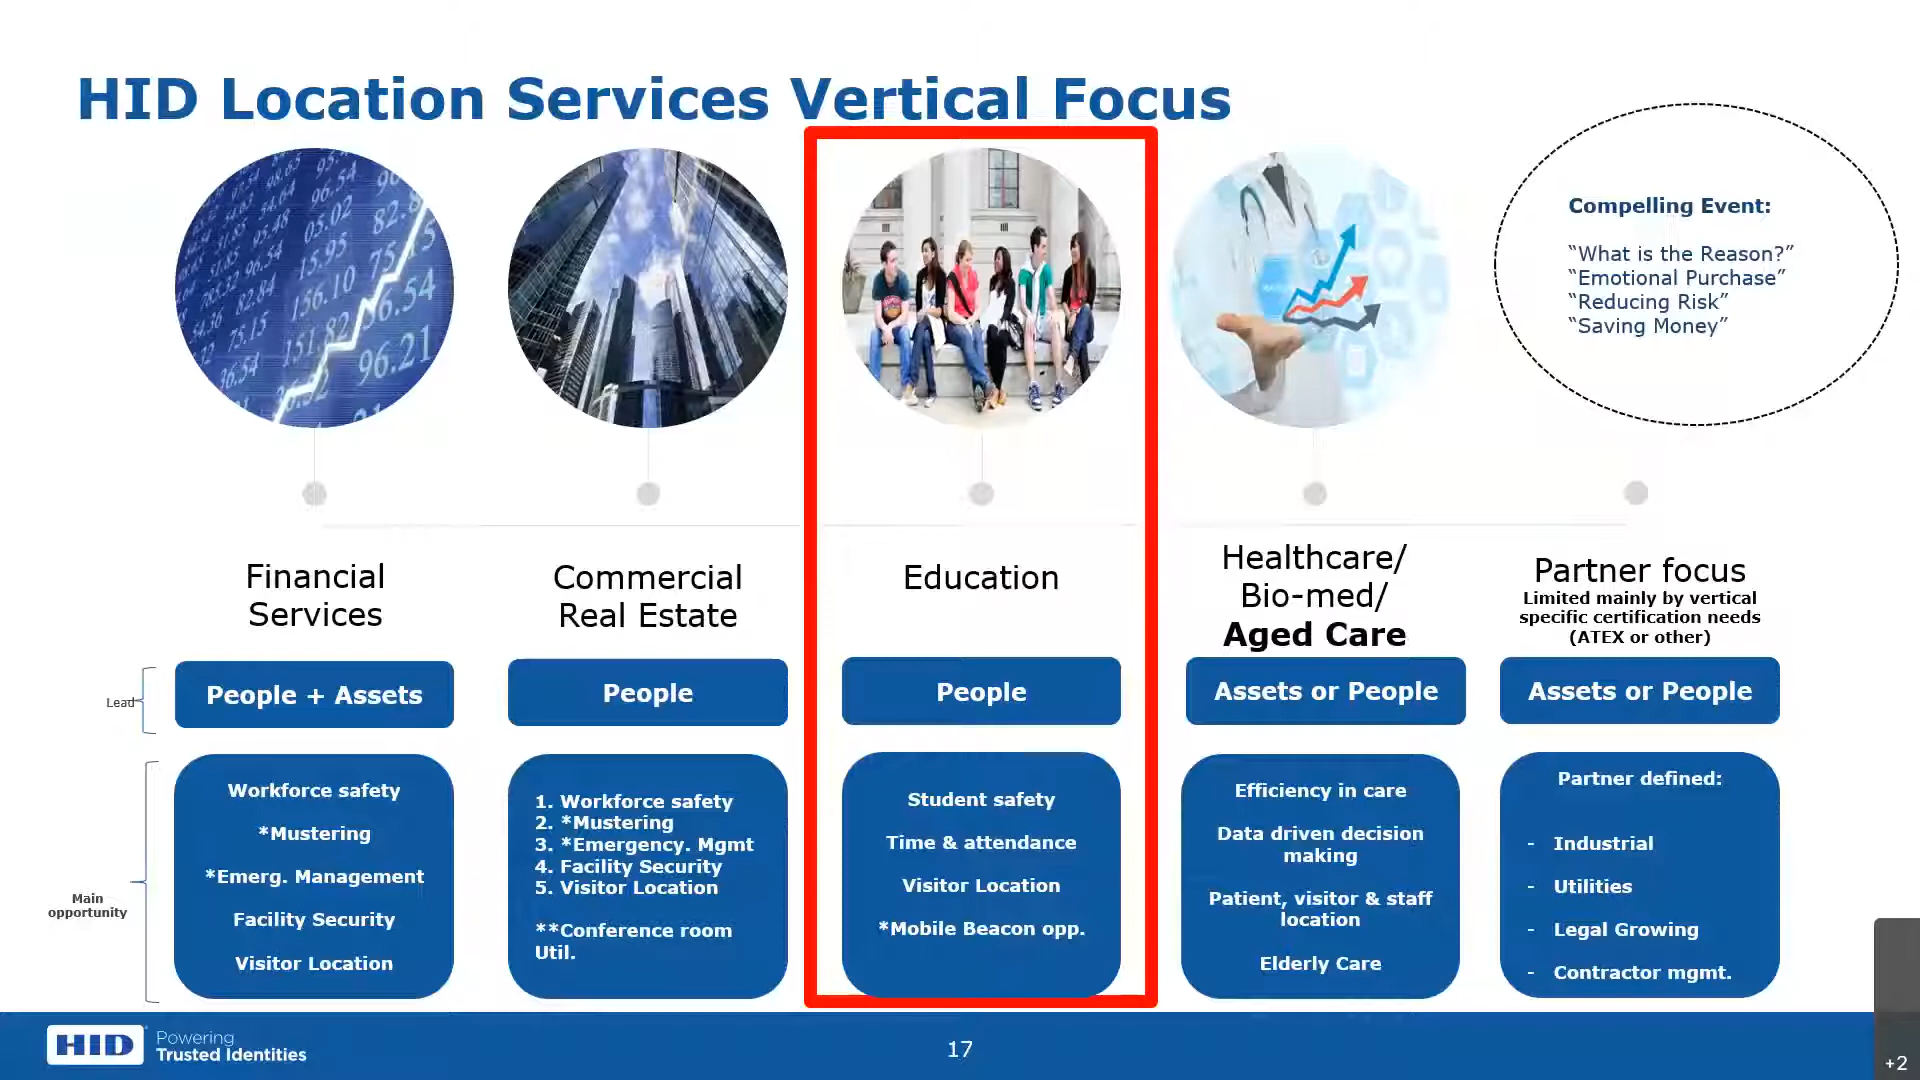 HID Location Services Vertical Focus
Compelling Event:
“What is the Reason?”
“Emotional Purchase”
“Reducing Risk”
“Saving Money”
Financial
Services
Commercial
Real Estate
Education
Healthcare/
Bio-med/
Aged Care
Partner focus
Limited mainly by vertical
specific certification needs
(ATEX or other)
Lead
People + Assets
People
People
Assets or People
Assets or People
Main
opportunity
Workforce safety
*Mustering
*Emerg. Management
Facility Security
Visitor Location
1. Workforce safety
2. *Mustering
3. *Emergency. Mgmt
4. Facility Security
5. Visitor Location
**Conference room
Util.
Student safety
Time & attendance
Visitor Location
*Mobile Beacon opp.
Efficiency in care
Data driven decision
making
Patient, visitor & staff
location
Elderly Care
Partner defined:
- Industrial
- Utilities
- Legal Growing
- Contractor mgmt.
HID
Powering
Trusted Identities
17
+2